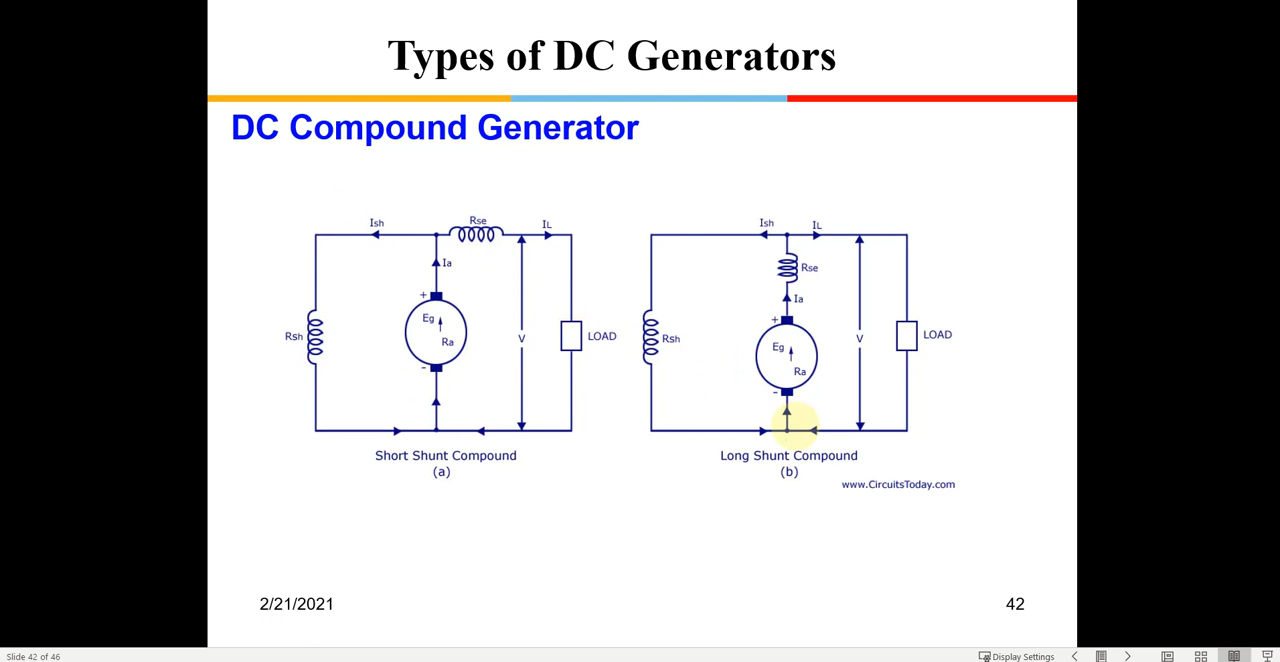 Types of DC Generators
DC Compound Generator
Ish
Rse
IL
Ia
+
Eg
Ra
-
Rsh
V
LOAD
Short Shunt Compound
(a)
Ish
IL
Rse
Ia
+
Eg
Ra
-
Rsh
V
LOAD
Long Shunt Compound
(b)
www.CircuitsToday.com
2/21/2021
42
Slide 42 of 46
Display Settings